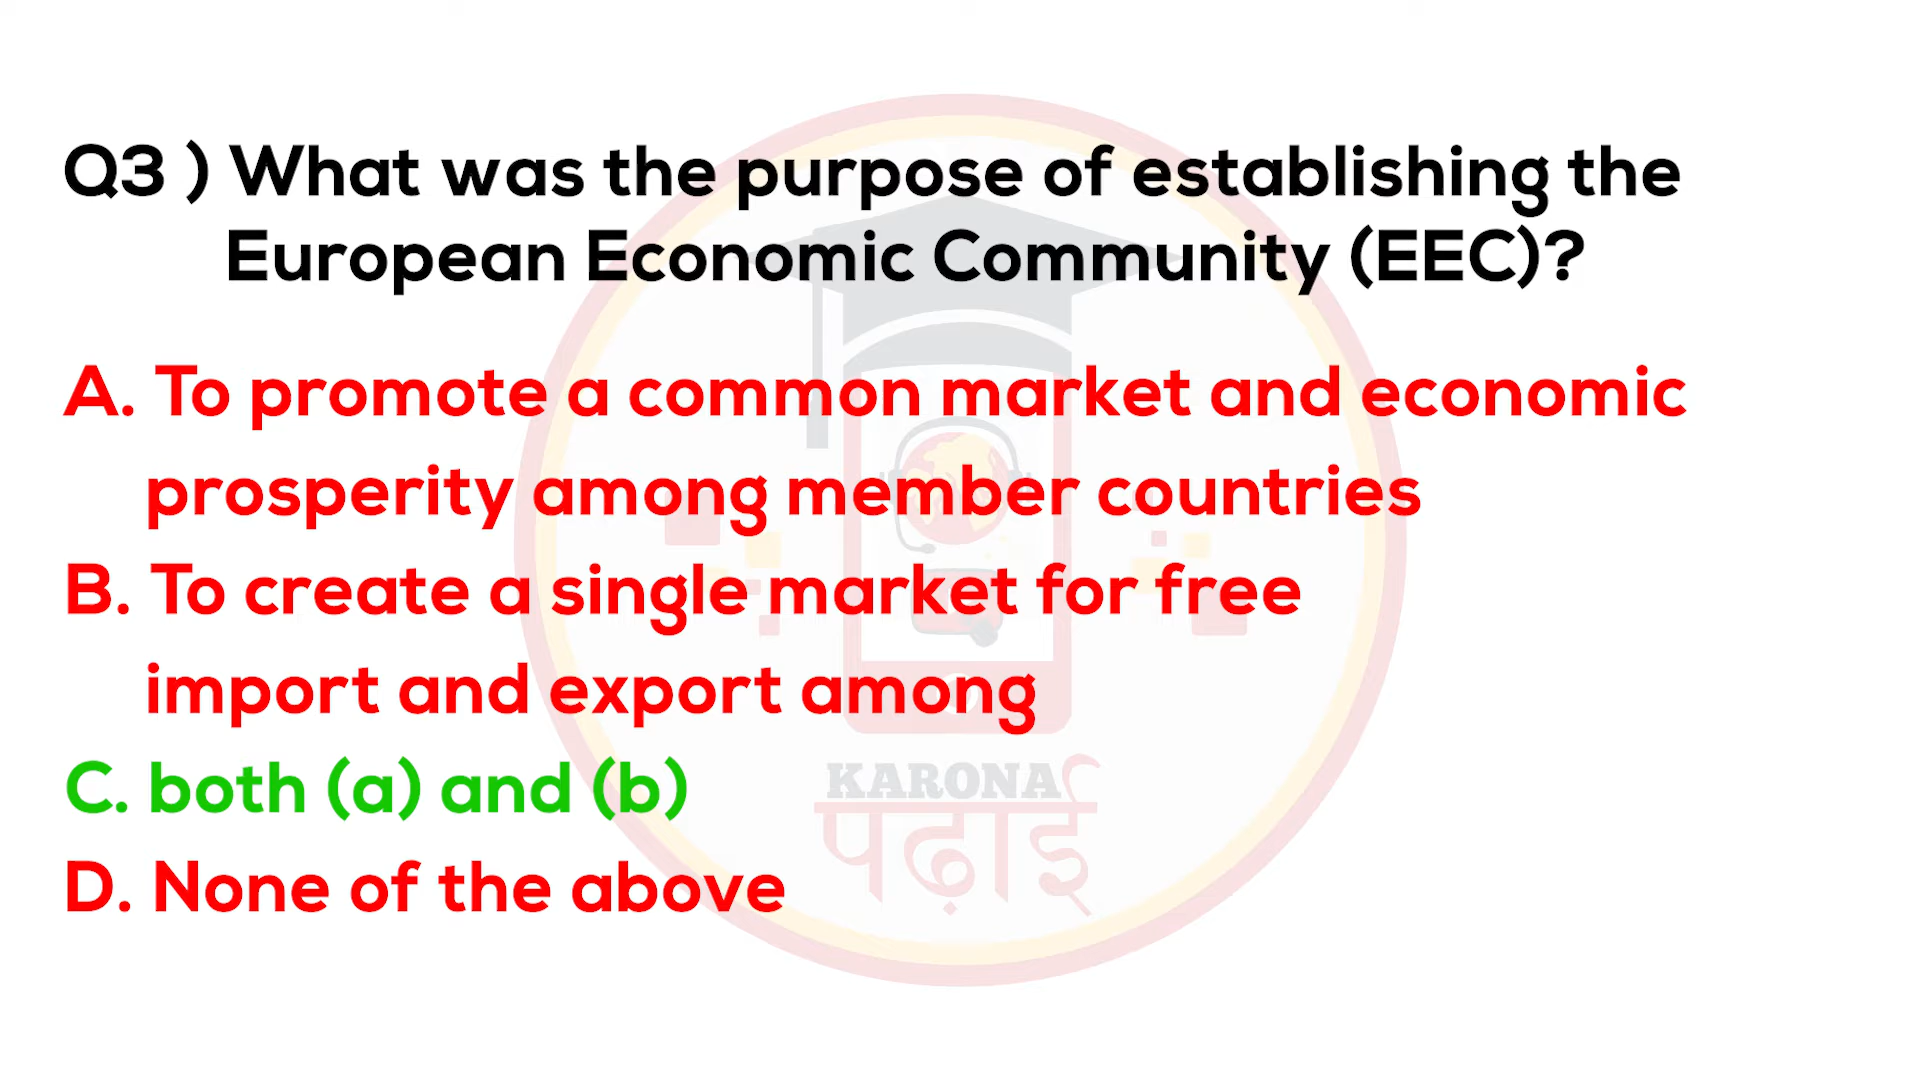 Q3 ) What was the purpose of establishing the
European Economic Community (EEC)?
A. To promote a common market and economic
prosperity among member countries
B. To create a single market for free
import and export among
C. both (a) and (b)
D. None of the above
KARONA
पढ़ाई